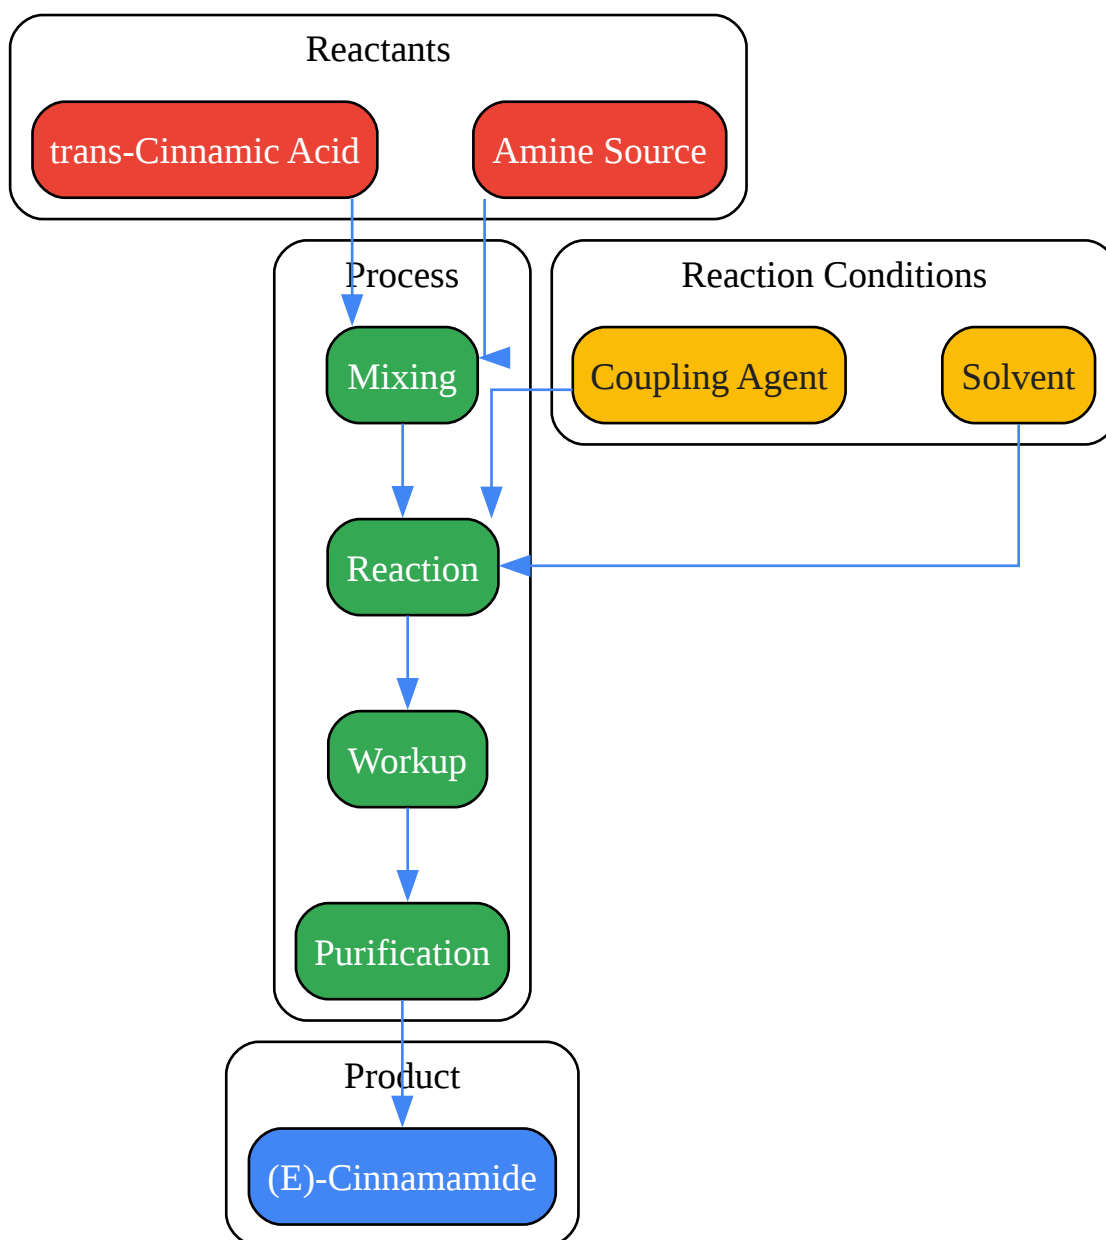 Reactants
trans-Cinnamic Acid
Amine Source
Process
Reaction Conditions
Mixing
Coupling Agent
Solvent
Reaction
Workup
Purification
Product
(E)-Cinnamamide